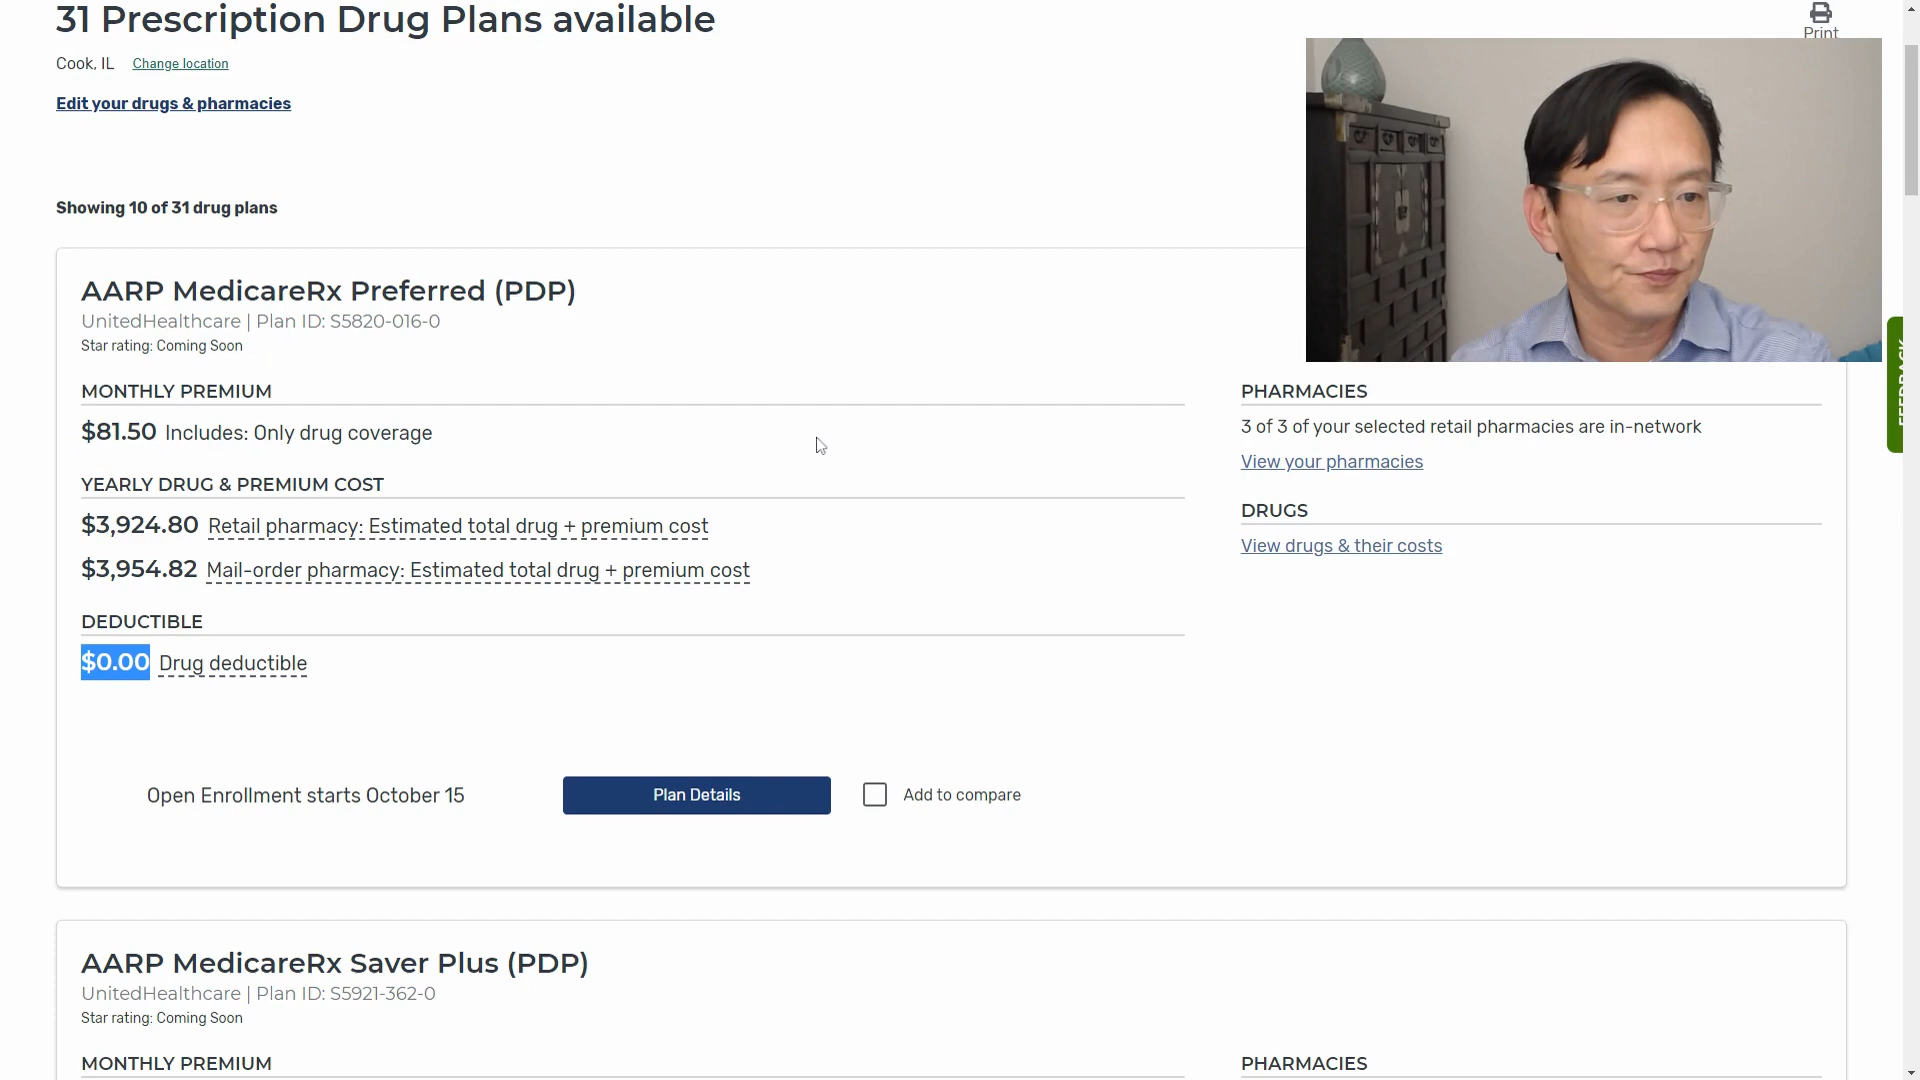 31 Prescription Drug Plans available
Print
Cook, IL Change location
Edit your drugs & pharmacies
Showing 10 of 31 drug plans
AARP MedicareRx Preferred (PDP)
UnitedHealthcare | Plan ID: S5820-016-0
Star rating: Coming Soon
MONTHLY PREMIUM
$81.50 Includes: Only drug coverage
YEARLY DRUG & PREMIUM COST
$3,924.80 Retail pharmacy: Estimated total drug + premium cost
$3,954.82 Mail-order pharmacy: Estimated total drug + premium cost
DEDUCTIBLE
$0.00 Drug deductible
PHARMACIES
3 of 3 of your selected retail pharmacies are in-network
View your pharmacies
DRUGS
View drugs & their costs
FEEDBACK
Open Enrollment starts October 15
Plan Details
Add to compare
AARP MedicareRx Saver Plus (PDP)
UnitedHealthcare | Plan ID: S5921-362-0
Star rating: Coming Soon
MONTHLY PREMIUM
PHARMACIES